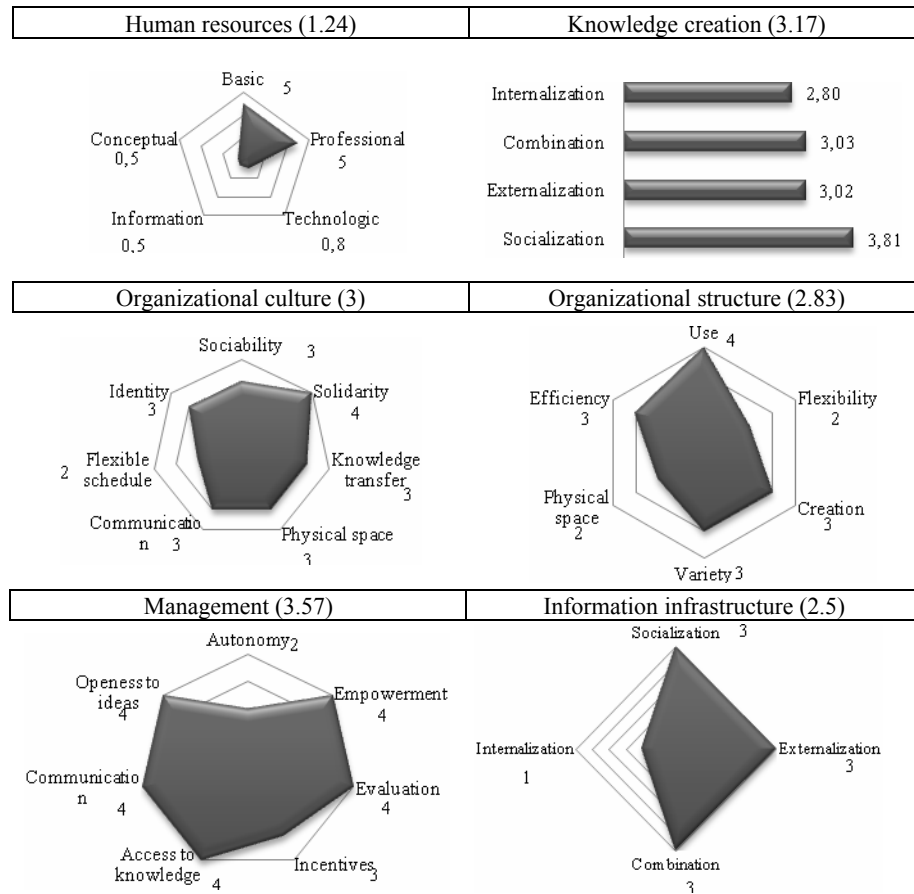 Human resources (1.24)
Knowledge creation (3.17)
Basic 5
Conceptual
0,5
Professional
5
Information
0,5
Technologic
0,8
Internalization 2,80
Combination 3,03
Externalization 3,02
Socialization 3,81
Organizational culture (3)
Organizational structure (2.83)
Sociability 3
Identity
3
Solidarity
4
2 Flexible
schedule
Knowledge
transfer
3
Communicatio
n 3
Physical space
3
Use
4
Efficiency
3
Flexibility
2
Physical
space
2
Creation
3
Variety 3
Management (3.57)
Information infrastructure (2.5)
Autonomy 2
Openess to
ideas
4
Empowerment
4
Communicatio
n 4
Evaluation
4
Access to
knowledge 4
Incentives 3
Socialization 3
Internalization
1
Externalization
3
Combination
3